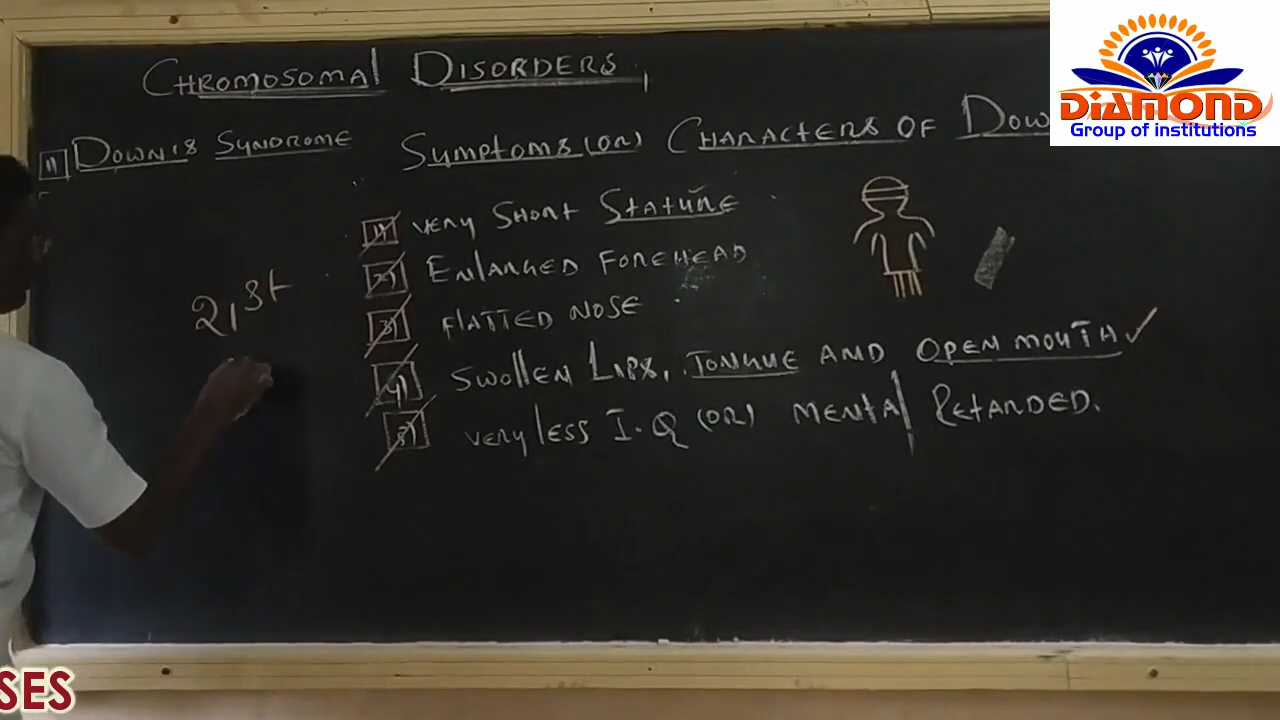 CHROMOSOMAL DISORDERS
1) DOWN'S SYNDROME
SYMPTOMS (OR) CHARACTERS OF DOW
1) VERY SHORT STATURE
2) ENLARGED FOREHEAD
3) FLATTED NOSE
4) SWOLLEN LIPS, TONGUE AND OPEN MOUTH ✓
5) VERY LESS I.Q (OR) MENTAL RETARDED.
21st
DIAMOND
Group of institutions
SES